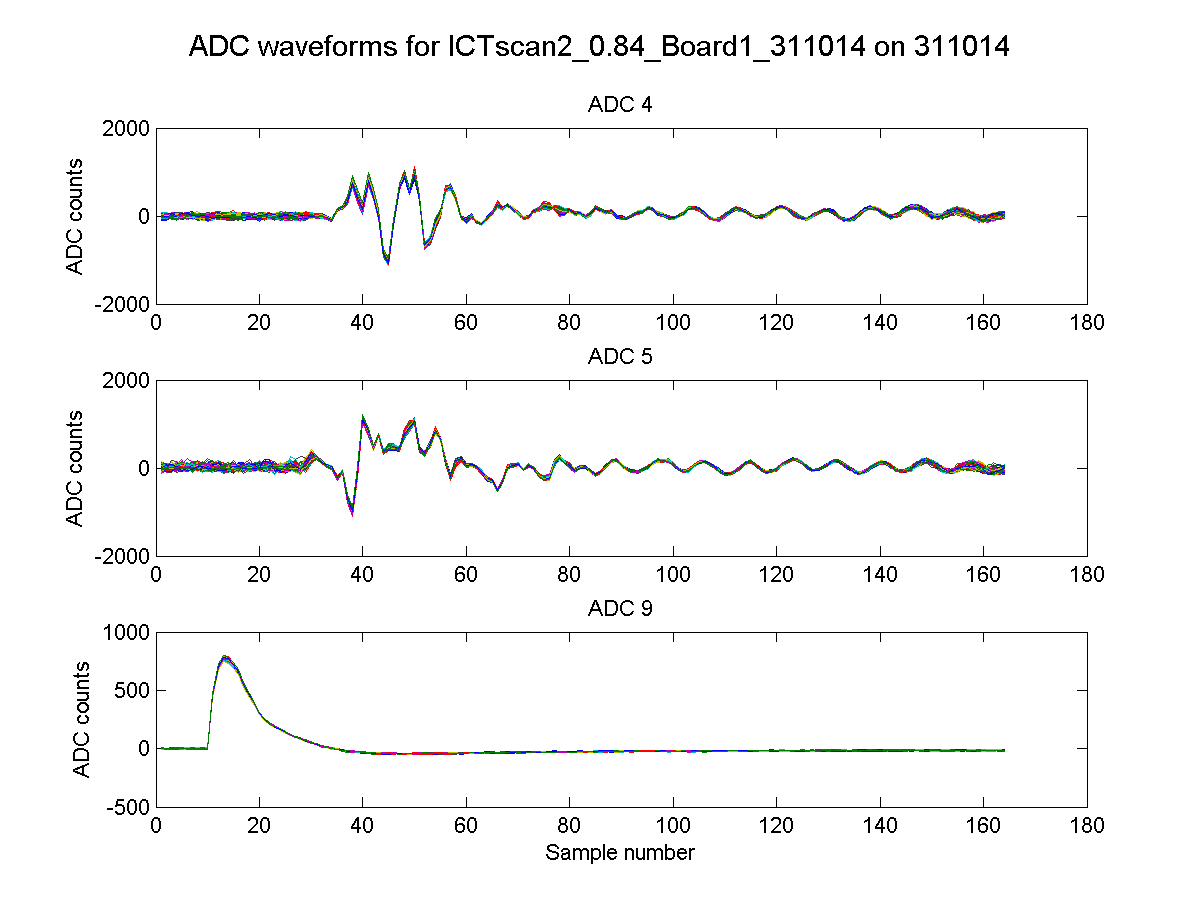 ADC waveforms for ICTscan2_0.84_Board1_311014 on 311014
ADC 4
2000
0
-2000
ADC counts
0 20 40 60 80 100 120 140 160 180
ADC 5
2000
0
-2000
ADC counts
0 20 40 60 80 100 120 140 160 180
ADC 9
1000
500
0
-500
ADC counts
0 20 40 60 80 100 120 140 160 180
Sample number